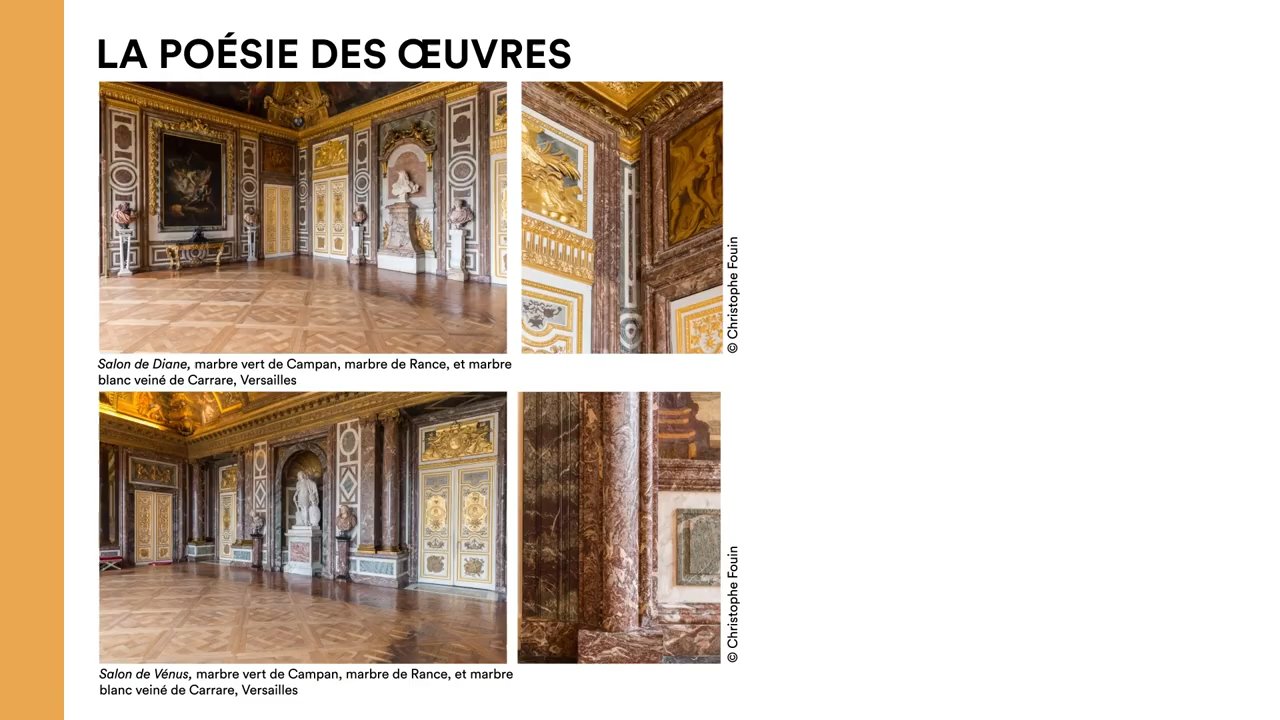 LA POÉSIE DES ŒUVRES
© Christophe Fouin
Salon de Diane, marbre vert de Campan, marbre de Rance, et marbre
blanc veiné de Carrare, Versailles
© Christophe Fouin
Salon de Vénus, marbre vert de Campan, marbre de Rance, et marbre
blanc veiné de Carrare, Versailles